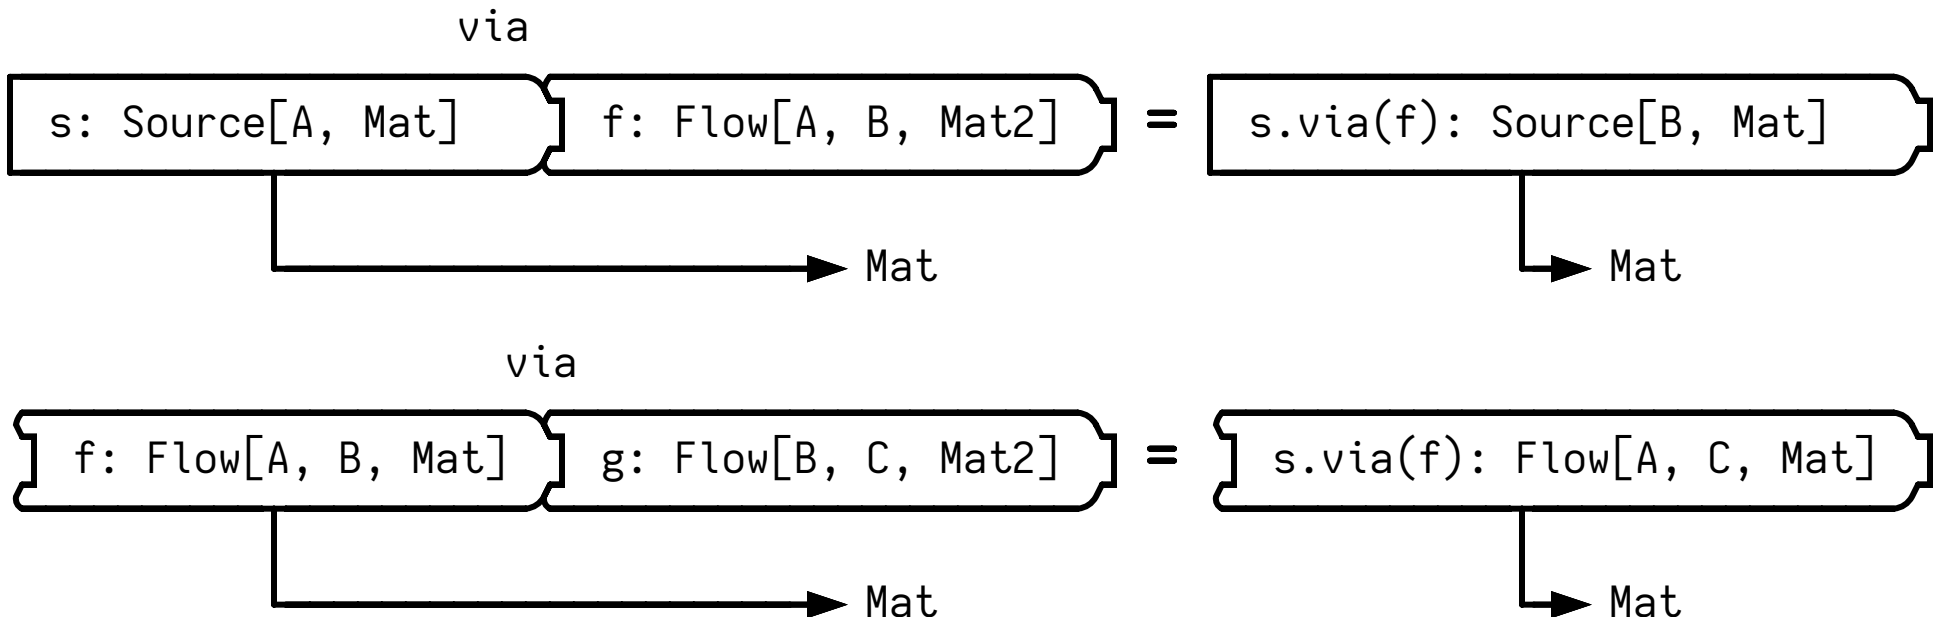 via
s: Source[A, Mat] f: Flow[A, B, Mat2] = s.via(f): Source[B, Mat]
Mat Mat
via
f: Flow[A, B, Mat] g: Flow[B, C, Mat2] = s.via(f): Flow[A, C, Mat]
Mat Mat